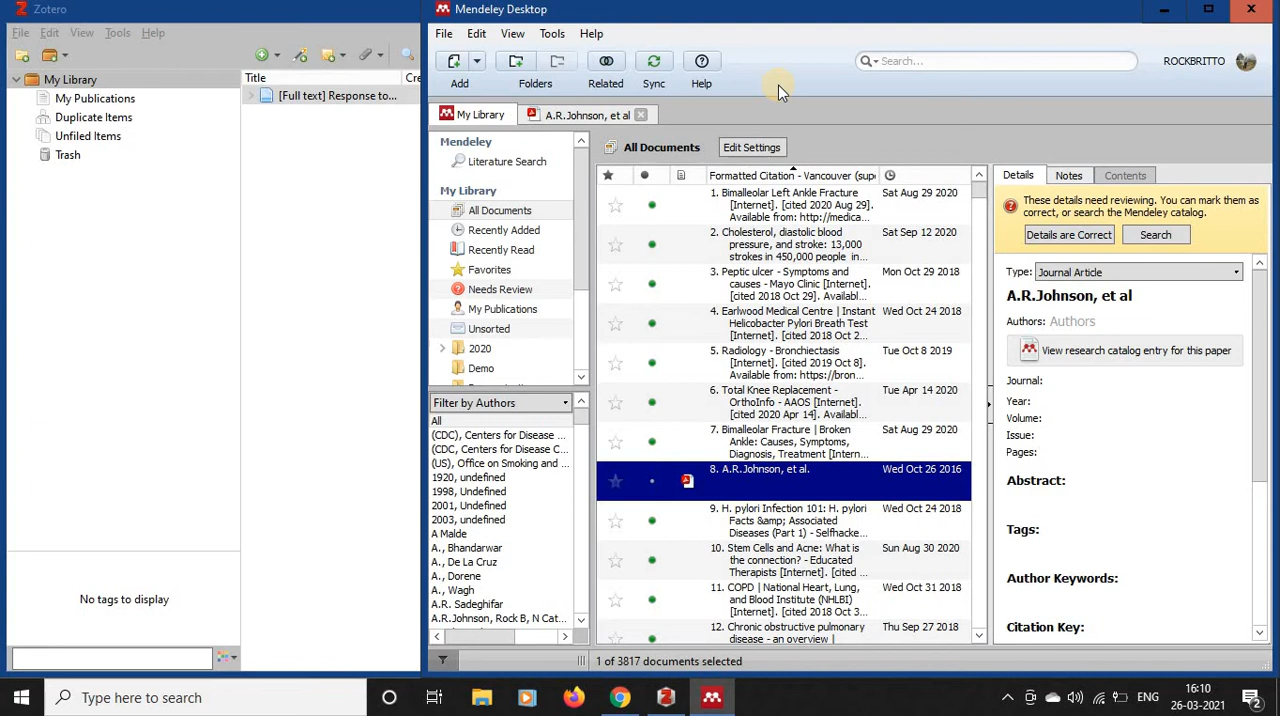 Zotero
File Edit View Tools Help
My Library
My Publications
Duplicate Items
Unfiled Items
Trash
Title
Cre
[Full text] Response to...
No tags to display
Mendeley Desktop
File Edit View Tools Help
Add
Folders
Related
Sync
Help
Search...
ROCKBRITTO
My Library
A.R.Johnson, et al
Mendeley
Literature Search
My Library
All Documents
Recently Added
Recently Read
Favorites
Needs Review
My Publications
Unsorted
2020
Demo
Filter by Authors
All
(CDC), Centers for Disease ...
(CDC, Centers for Disease C...
(US), Office on Smoking and ...
1920, undefined
1998, Undefined
2001, Undefined
2003, undefined
A Malde
A., Bhandarwar
A., De La Cruz
A., Dorene
A., Wagh
A.R. Sadeghifar
A.R.Johnson, Rock B, N Cat...
All Documents
Edit Settings
Formatted Citation - Vancouver (supe
1. Bimalleolar Left Ankle Fracture
[Internet]. [cited 2020 Aug 29].
Available from: http://medica...
Sat Aug 29 2020
2. Cholesterol, diastolic blood
pressure, and stroke: 13,000
strokes in 450,000 people in...
Sat Sep 12 2020
3. Peptic ulcer - Symptoms and
causes - Mayo Clinic [Internet].
[cited 2018 Oct 29]. Availabl...
Mon Oct 29 2018
4. Earlwood Medical Centre | Instant
Helicobacter Pylori Breath Test
[Internet]. [cited 2018 Oct 2...
Wed Oct 24 2018
5. Radiology - Bronchiectasis
[Internet]. [cited 2019 Oct 8].
Available from: https://bron...
Tue Oct 8 2019
6. Total Knee Replacement -
OrthoInfo - AAOS [Internet].
[cited 2020 Apr 14]. Availabl...
Tue Apr 14 2020
7. Bimalleolar Fracture | Broken
Ankle: Causes, Symptoms,
Diagnosis, Treatment [Intern...
Sat Aug 29 2020
8. A.R.Johnson, et al.
Wed Oct 26 2016
9. H. pylori Infection 101: H. pylori
Facts &amp; Associated
Diseases (Part 1) - Selfhacke...
Wed Oct 24 2018
10. Stem Cells and Acne: What is
the connection? - Educated
Therapists [Internet]. [cited ...
Sun Aug 30 2020
11. COPD | National Heart, Lung,
and Blood Institute (NHLBI)
[Internet]. [cited 2018 Oct 3...
Wed Oct 31 2018
12. Chronic obstructive pulmonary
disease - an overview |
Thu Sep 27 2018
1 of 3817 documents selected
Details
Notes
Contents
These details need reviewing. You can mark them as
correct, or search the Mendeley catalog.
Details are Correct
Search
Type: Journal Article
A.R.Johnson, et al
Authors: Authors
View research catalog entry for this paper
Journal:
Year:
Volume:
Issue:
Pages:
Abstract:
Tags:
Author Keywords:
Citation Key:
Type here to search
ENG
16:10
26-03-2021
2